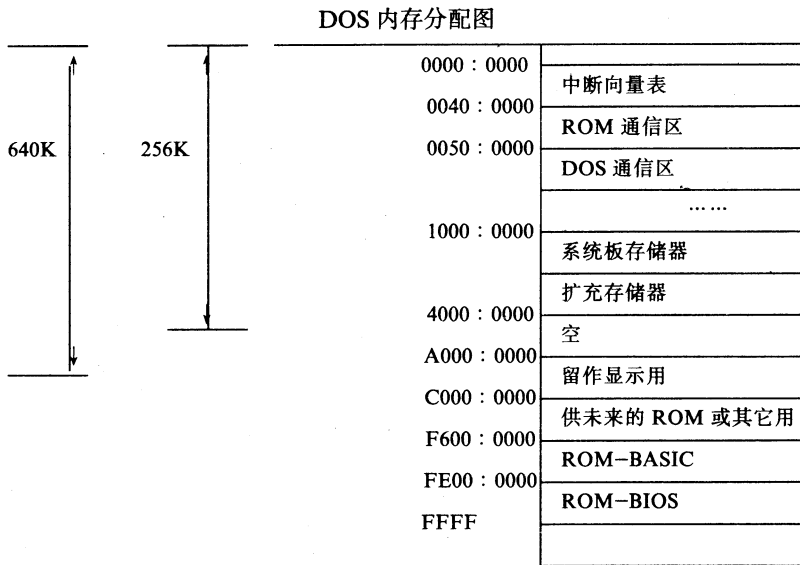 DOS 内存分配图
0000：0000
中断向量表
0040：0000
640K
256K
ROM 通信区
0050：0000
DOS 通信区
……
1000：0000
系统板存储器
扩充存储器
4000：0000
空
A000：0000
留作显示用
C000：0000
供未来的 ROM 或其它用
F600：0000
ROM-BASIC
FE00：0000
ROM-BIOS
FFFF